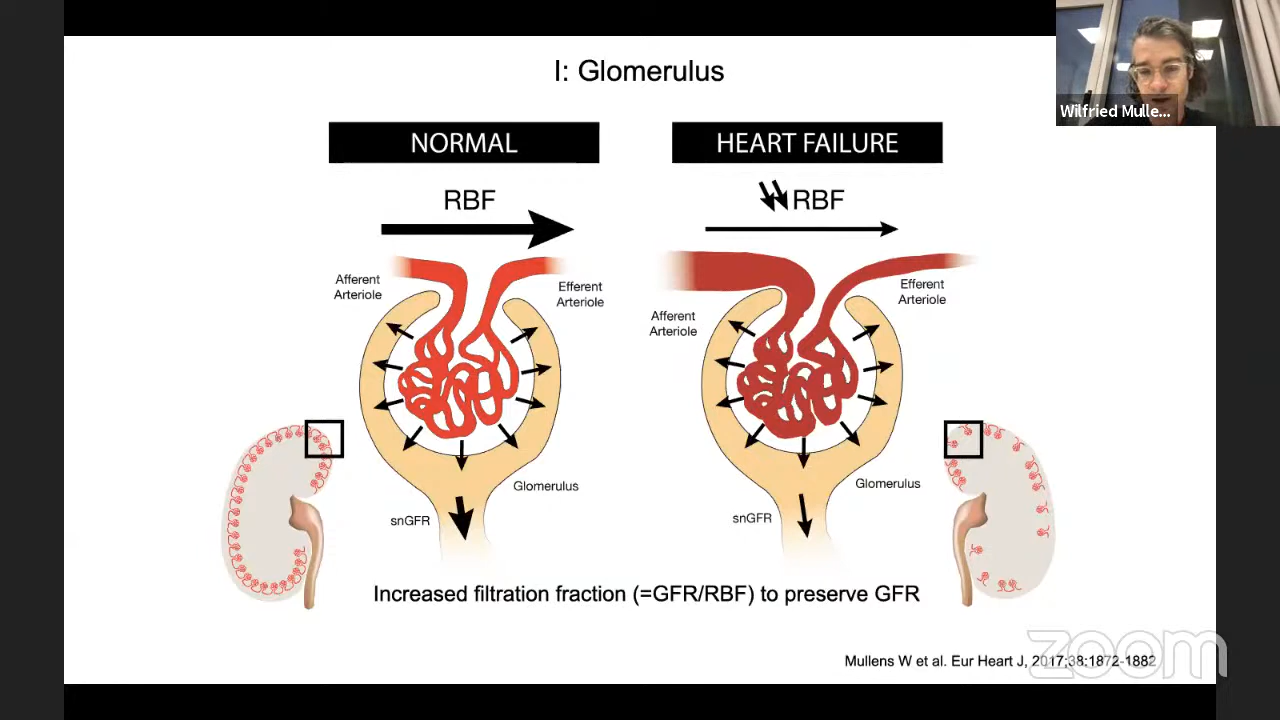 I: Glomerulus
Wilfried Mulle...
NORMAL
HEART FAILURE
RBF
RBF
Afferent
Arteriole
Efferent
Arteriole
Afferent
Arteriole
Efferent
Arteriole
Glomerulus
snGFR
Glomerulus
snGFR
Increased filtration fraction (=GFR/RBF) to preserve GFR
Mullens W et al. Eur Heart J, 2017;38:1872-1882
zoom